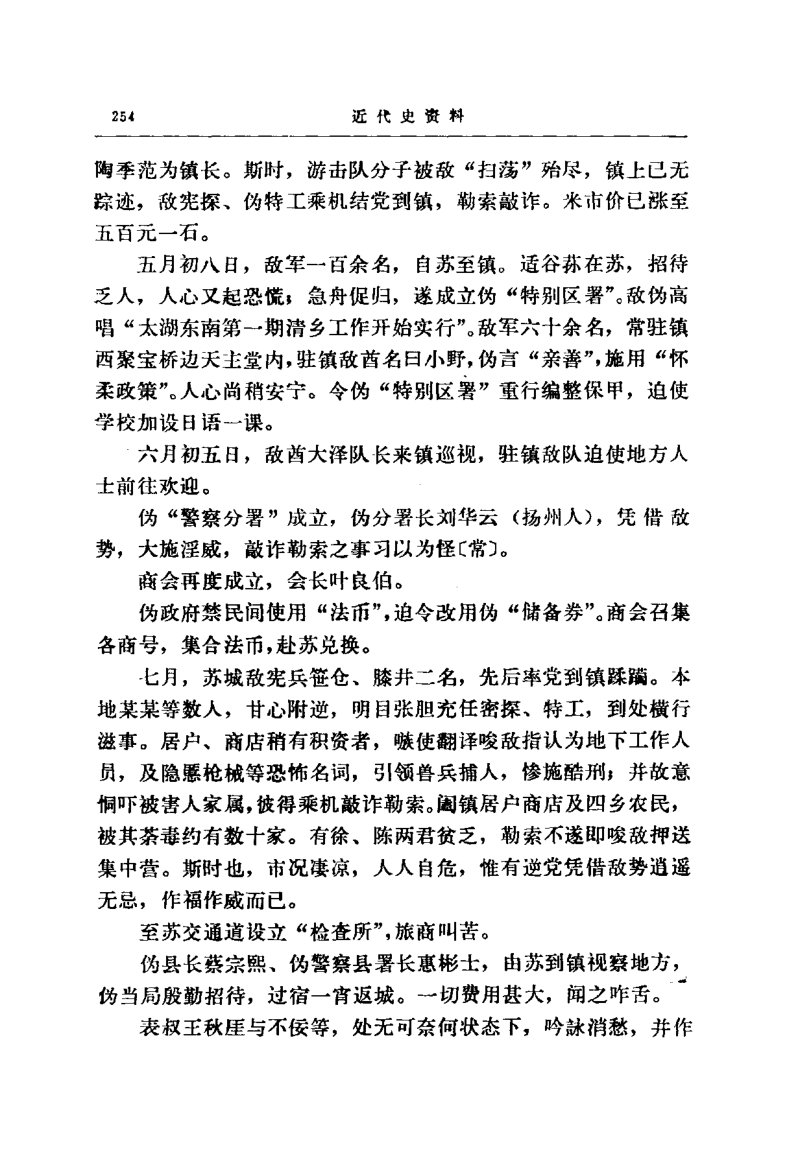 254 近代史资料
陶季范为镇长。斯时，游击队分子被敌“扫荡”殆尽，镇上已无
踪迹，敌宪探、伪特工乘机结党到镇，勒索敲诈。米市价已涨至
五百元一石。
五月初八日，敌军一百余名，自苏至镇。适谷荪在苏，招待
乏人，人心又起恐慌；急舟促归，遂成立伪“特别区署”。敌伪高
唱“太湖东南第一期清乡工作开始实行”。敌军六十余名，常驻镇
西聚宝桥边天主堂内，驻镇敌酋名曰小野，伪言“亲善”，施用“怀
柔政策”。人心尚稍安宁。令伪“特别区署”重行编整保甲，迫使
学校加设日语一课。
六月初五日，敌酋大泽队长来镇巡视，驻镇敌队迫使地方人
士前往欢迎。
伪“警察分署”成立，伪分署长刘华云（扬州人），凭借敌
势，大施淫威，敲诈勒索之事习以为怪〔常〕。
商会再度成立，会长叶良伯。
伪政府禁民间使用“法币”，迫令改用伪“储备券”。商会召集
各商号，集合法币，赴苏兑换。
七月，苏城敌宪兵笹仓、膝井二名，先后率党到镇蹂躏。本
地某某等数人，甘心附逆，明目张胆充任密探、特工，到处横行
滋事。居户、商店稍有积资者，嗾使翻译唆敌指认为地下工作人
员，及隐慝枪械等恐怖名词，引领兽兵捕人，惨施酷刑；并故意
恫吓被害人家属，彼得乘机敲诈勒索。阖镇居户商店及四乡农民，
被其荼毒约有数十家。有徐、陈两君贫乏，勒索不遂即唆敌押送
集中营。斯时也，市况凄凉，人人自危，惟有逆党凭借敌势逍遥
无忌，作福作威而已。
至苏交通道设立“检查所”，旅商叫苦。
伪县长蔡宗熙、伪警察县署长惠彬士，由苏到镇视察地方，
伪当局殷勤招待，过宿一宵返城。一切费用甚大，闻之咋舌。
表叔王秋厓与不佞等，处无可奈何状态下，吟詠消愁，并作